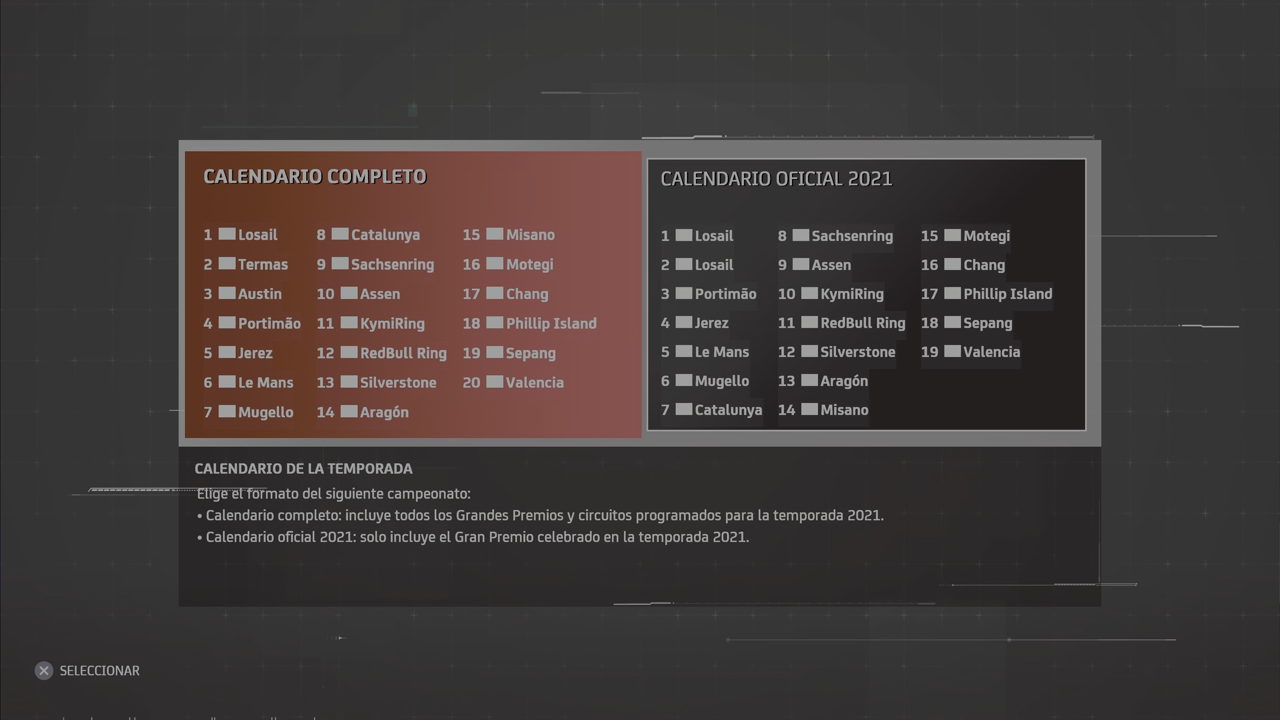 CALENDARIO COMPLETO
1 Losail
2 Termas
3 Austin
4 Portimão
5 Jerez
6 Le Mans
7 Mugello
8 Catalunya
9 Sachsenring
10 Assen
11 KymiRing
12 RedBull Ring
13 Silverstone
14 Aragón
15 Misano
16 Motegi
17 Chang
18 Phillip Island
19 Sepang
20 Valencia
CALENDARIO OFICIAL 2021
1 Losail
2 Losail
3 Portimão
4 Jerez
5 Le Mans
6 Mugello
7 Catalunya
8 Sachsenring
9 Assen
10 KymiRing
11 RedBull Ring
12 Silverstone
13 Aragón
14 Misano
15 Motegi
16 Chang
17 Phillip Island
18 Sepang
19 Valencia
CALENDARIO DE LA TEMPORADA
Elige el formato del siguiente campeonato:
• Calendario completo: incluye todos los Grandes Premios y circuitos programados para la temporada 2021.
• Calendario oficial 2021: solo incluye el Gran Premio celebrado en la temporada 2021.
SELECCIONAR